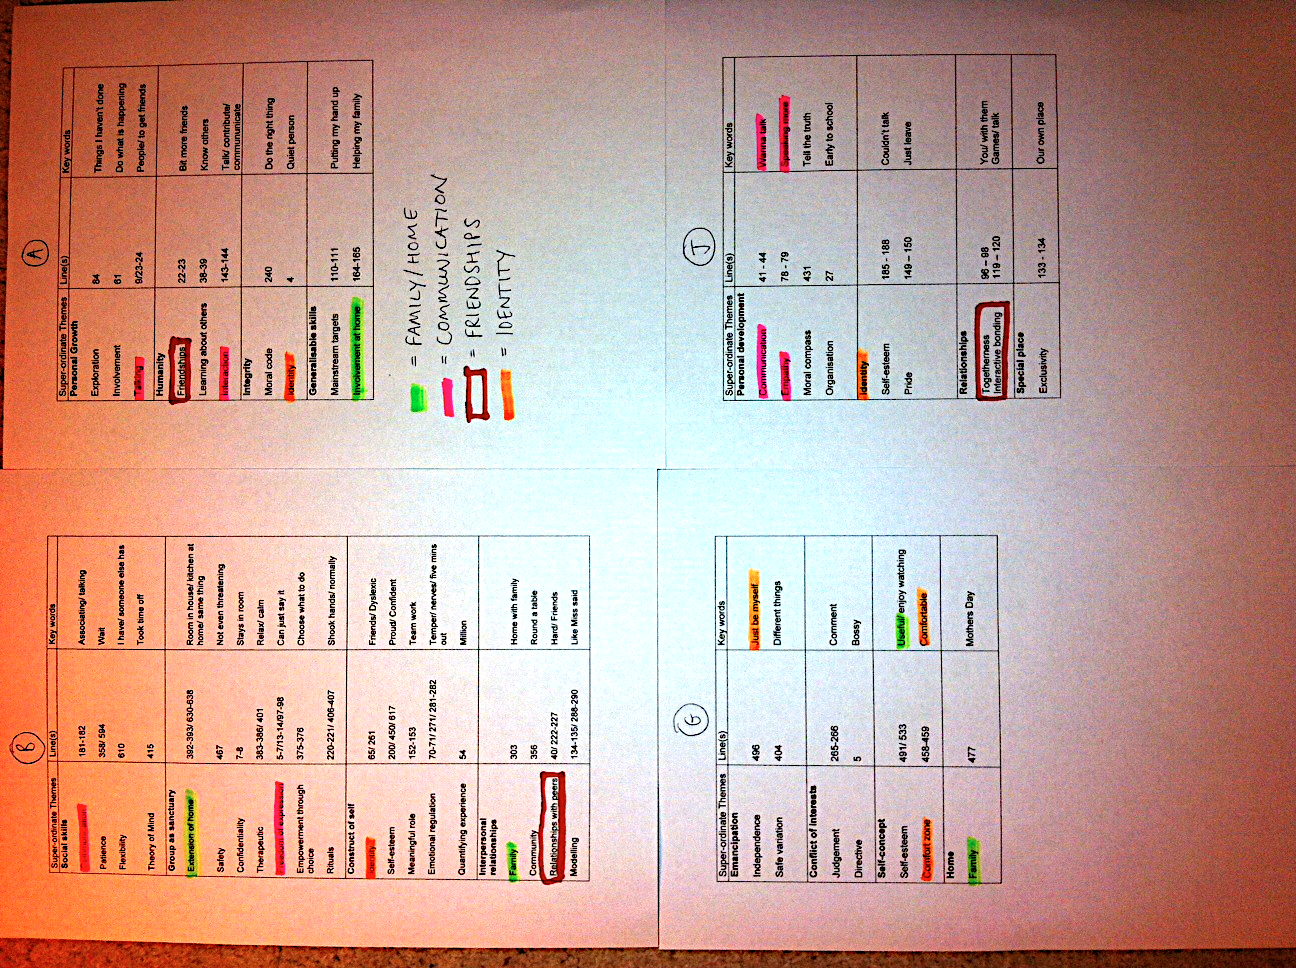 A
Super-ordinate Themes Line(s) Key words
Personal Growth
Exploration 84 Things I haven't done
Involvement 61 Do what is happening
Talking 9/23-24 People/ to get friends
Humanity
Friendships 22-23 Bit more friends
Learning about others 38-39 Know others
Interaction 143-144 Talk/ contribute/
communicate
Integrity
Moral code 240 Do the right thing
Identity 4 Quiet person
Generalisable skills
Mainstream targets 110-111 Putting my hand up
Involvement at home 164-165 Helping my family
= FAMILY/HOME
= COMMUNICATION
= FRIENDSHIPS
= IDENTITY
J
Super-ordinate Themes Line(s) Key words
Personal development
Communication 41 - 44 Wanna talk
Empathy 78 - 79 Speaking more
Moral compass 431 Tell the truth
Organisation 27 Early to school
Identity
Self-esteem 185 - 188 Couldn't talk
Pride 149 – 150 Just leave
Relationships
Togetherness 96 – 98 You/ with them
Interactive bonding 119 – 120 Games/ talk
Special place
Exclusivity 133 - 134 Our own place
B
Super-ordinate Themes Line(s) Key words
Social skills
181-182 Associating/ talking
Patience 358/ 594 Wait
Flexibility 610 I have/ someone else has
Theory of Mind 415 Took time off
Group as sanctuary
Extension of home 392-393/ 630-638 Room in house/ kitchen at
home/ same thing
Safety 467 Not even threatening
Confidentiality 7-8 Stays in room
Therapeutic 383-386/ 401 Relax/ calm
Freedom of expression 5-7/13-14/97-98 Can just say it
Empowerment through 375-376 Choose what to do
choice
Rituals 220-221/ 406-407 Shook hands/ normally
Construct of self
Identity 65/ 261 Friends/ Dyslexic
Self-esteem 200/ 450/ 617 Proud/ Confident
Meaningful role 152-153 Team work
Emotional regulation 70-71/ 271/ 281-282 Temper/ nerves/ five mins
out
Quantifying experience 54 Million
Interpersonal
relationships
Family 303 Home with family
Community 356 Round a table
Relationships with peers 40/ 222-227 Hard/ Friends
Modelling 134-135/ 288-290 Like Miss said
G
Super-ordinate Themes Line(s) Key words
Emancipation
Independence 496 Just be myself
Safe variation 404 Different things
Conflict of interests
Judgement 265-266 Comment
Directive 5 Bossy
Self-concept
Self-esteem 491/ 533 Useful/ enjoy watching
Comfort zone 458-459 Comfortable
Home
Family 477 Mothers Day